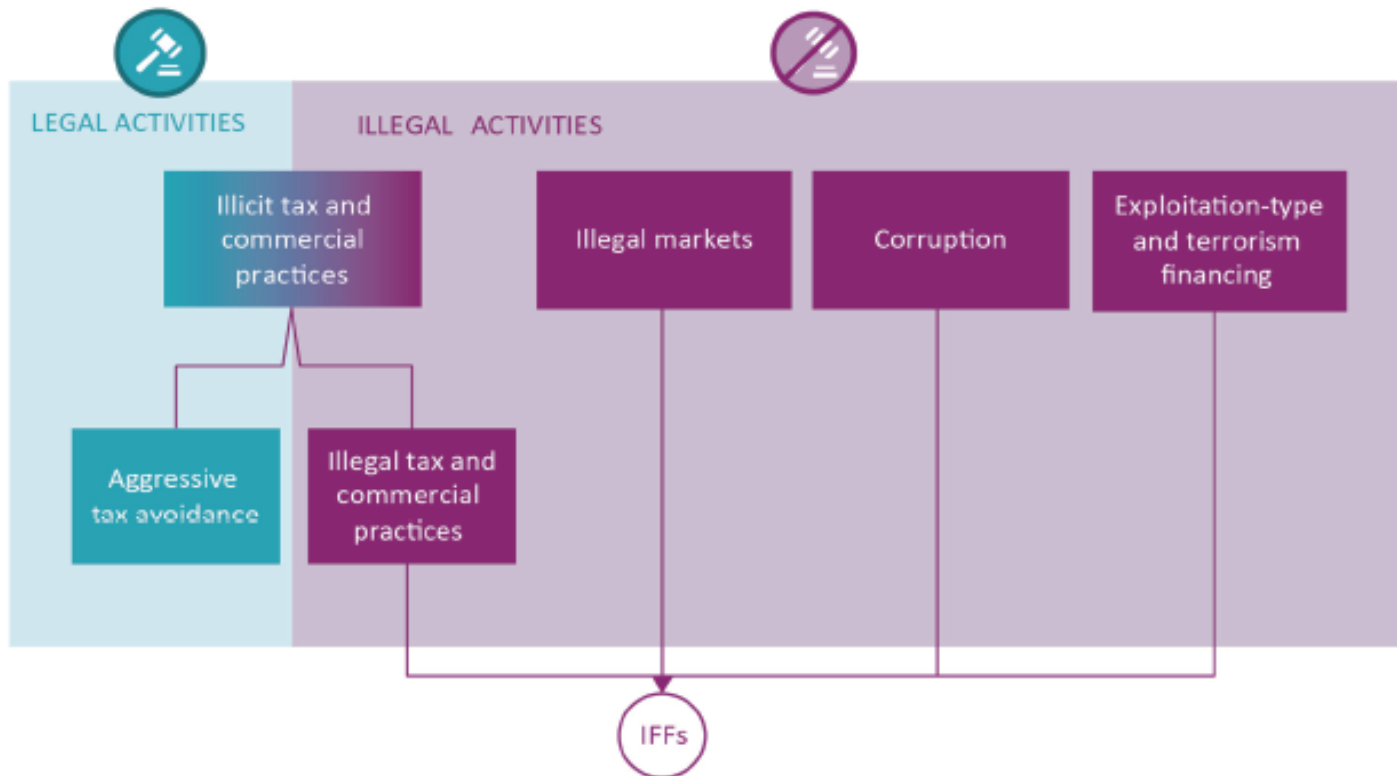 LEGAL ACTIVITIES
ILLEGAL ACTIVITIES
Illicit tax and
commercial
practices
Illegal markets
Corruption
Exploitation-type
and terrorism
financing
Aggressive
tax avoidance
Illegal tax and
commercial
practices
IFFs